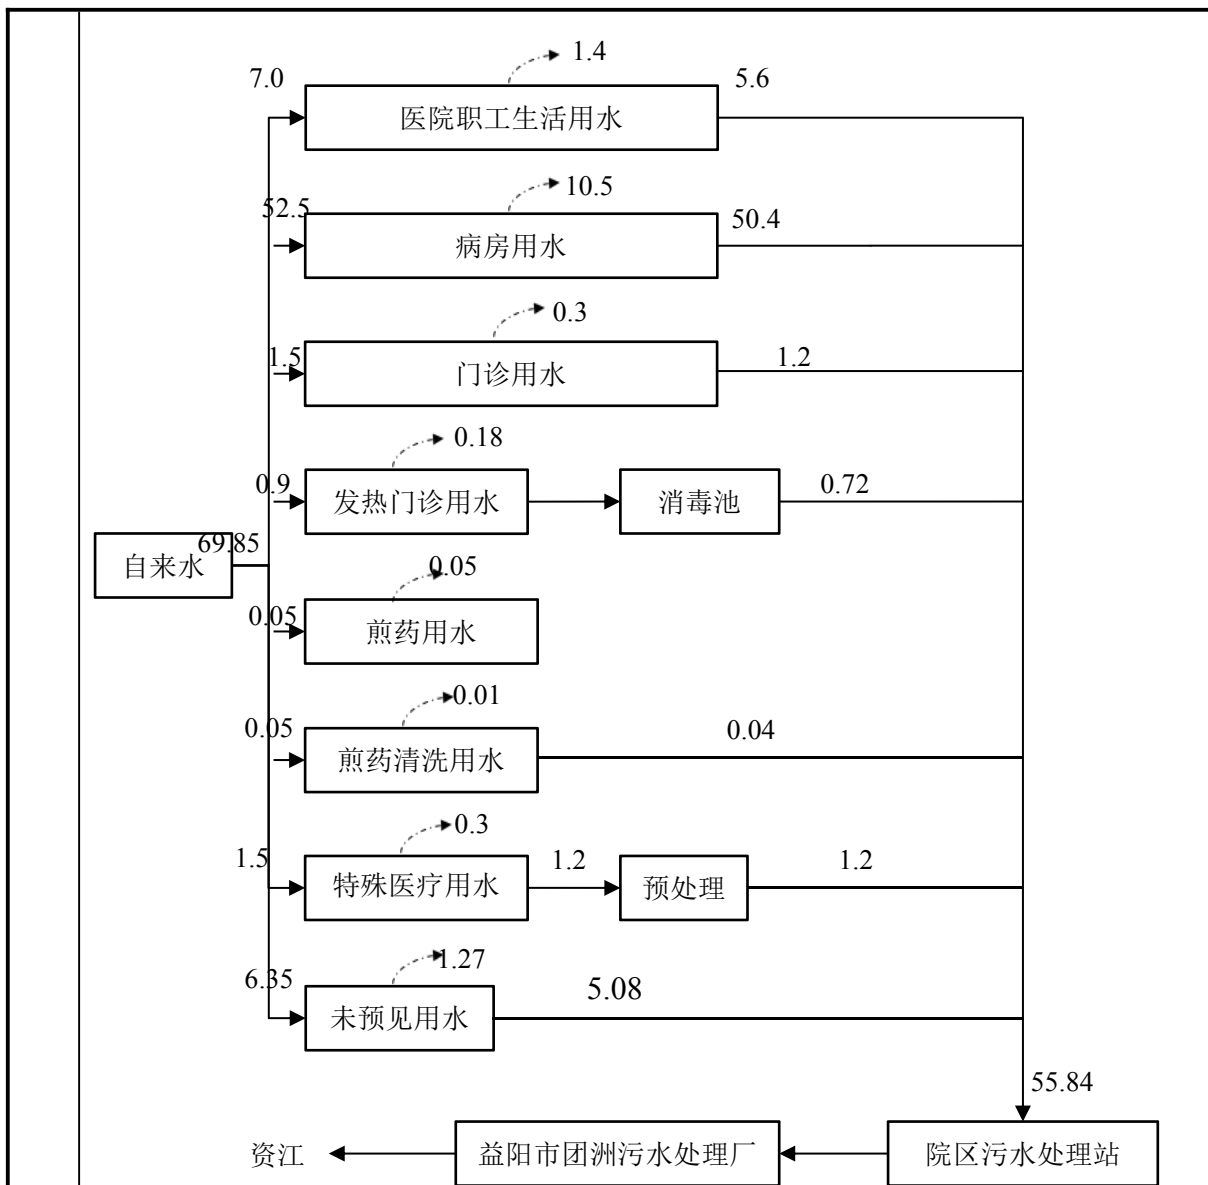 1.4
7.0
5.6
医院职工生活用水
10.5
52.5
50.4
病房用水
0.3
1.5
1.2
门诊用水
0.18
0.9
0.72
发热门诊用水
消毒池
69.85
自来水
0.05
0.05
煎药用水
0.01
0.05
0.04
煎药清洗用水
0.3
1.5
1.2
1.2
特殊医疗用水
预处理
1.27
6.35
5.08
未预见用水
55.84
资江
益阳市团洲污水处理厂
院区污水处理站